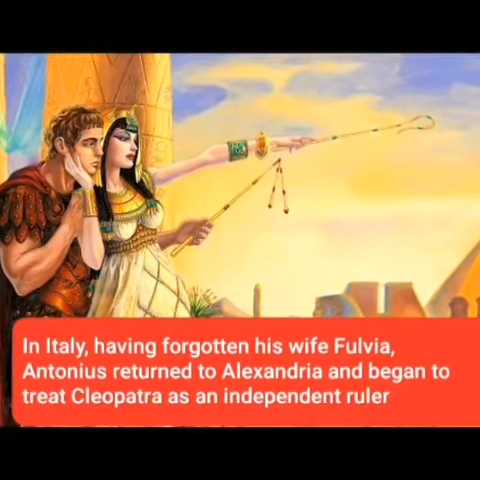 In Italy, having forgotten his wife Fulvia,
Antonius returned to Alexandria and began to
treat Cleopatra as an independent ruler